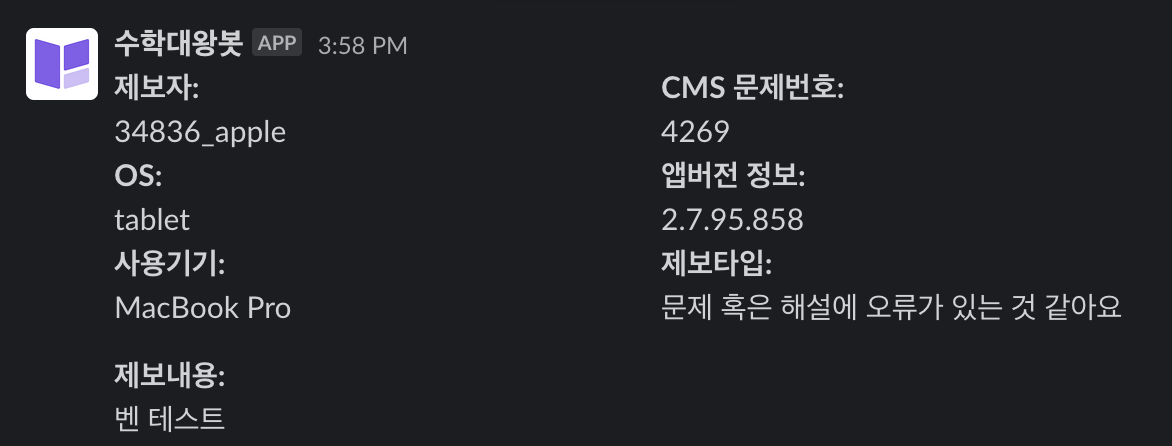 수학대왕봇 APP 3:58 PM
제보자:
34836_apple
CMS 문제번호:
4269
OS:
tablet
앱버전 정보:
2.7.95.858
사용기기:
MacBook Pro
제보타입:
문제 혹은 해설에 오류가 있는 것 같아요
제보내용:
벤 테스트